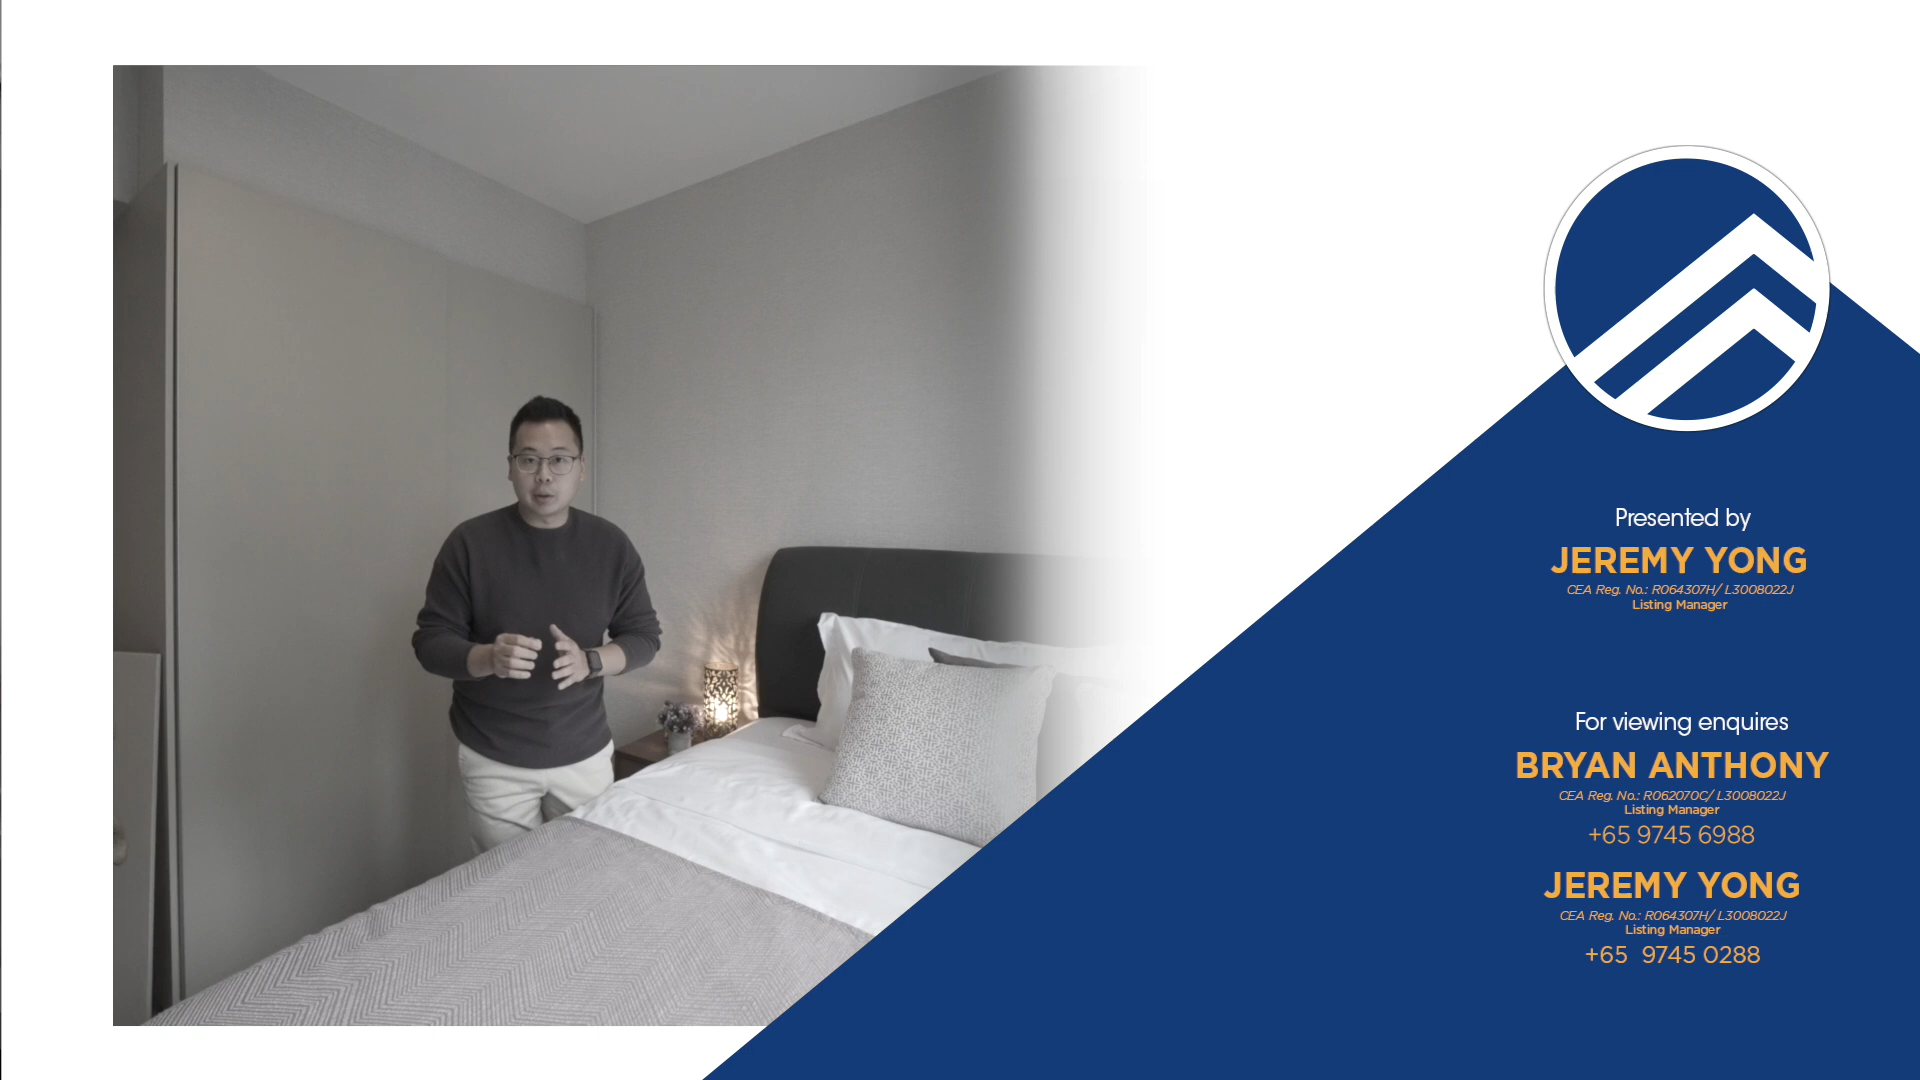 Presented by
JEREMY YONG
CEA Reg. No.: R064307H/ L3008022J
Listing Manager
For viewing enquires
BRYAN ANTHONY
CEA Reg. No.: R062070C/ L3008022J
Listing Manager
+65 9745 6988
JEREMY YONG
CEA Reg. No.: R064307H/ L3008022J
Listing Manager
+65 9745 0288